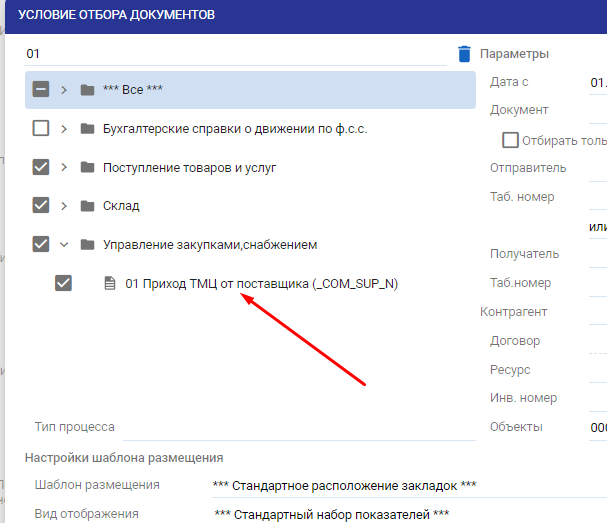 УСЛОВИЕ ОТБОРА ДОКУМЕНТОВ
01
*** Все ***
Бухгалтерские справки о движении по ф.с.с.
Поступление товаров и услуг
Склад
Управление закупками,снабжением
01 Приход ТМЦ от поставщика (_COM_SUP_N)
Тип процесса
Настройки шаблона размещения
Шаблон размещения *** Стандартное расположение закладок ***
Вид отображения *** Стандартный набор показателей ***
Параметры
Дата с 01.
Документ
Отбирать толь
Отправитель
Таб. номер
или
Получатель
Таб.номер
Контрагент
Договор
Ресурс
Инв. номер
Объекты 000